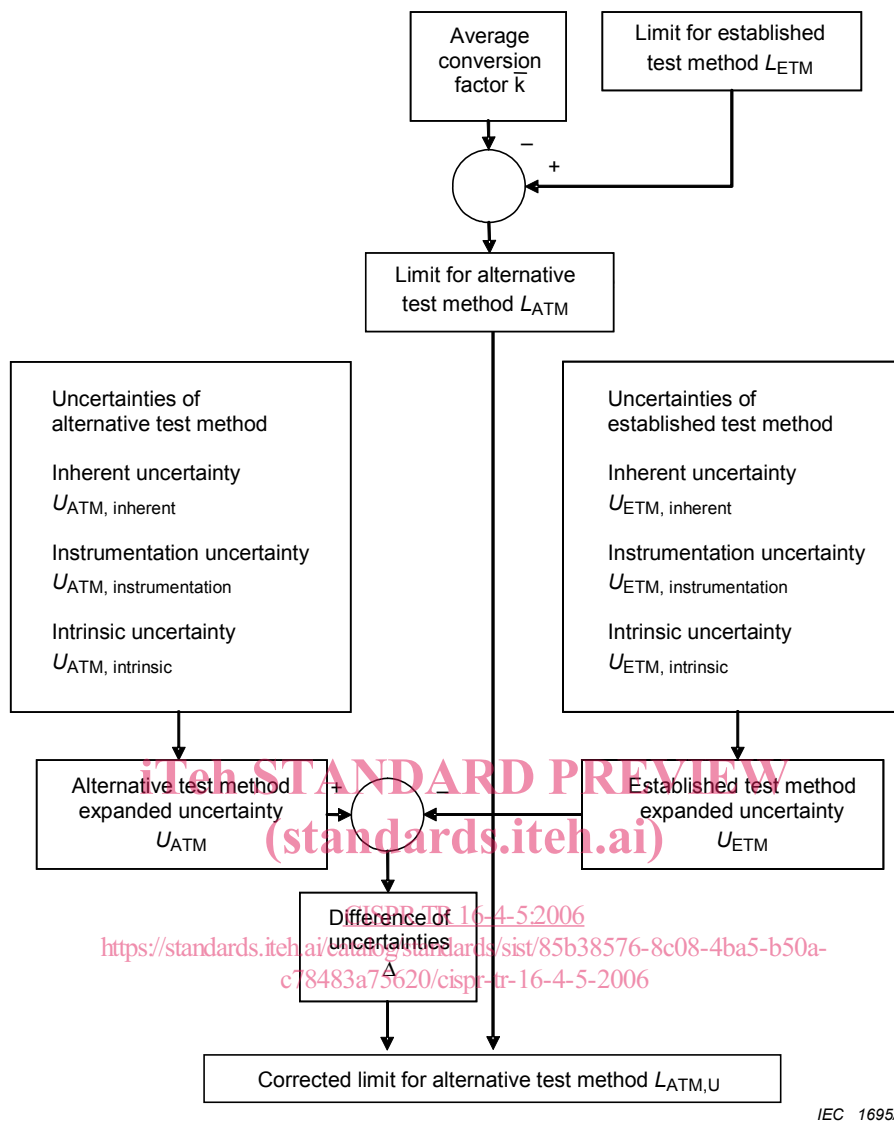 Average
conversion
factor k̅
Limit for established
test method LETM
–
+
Limit for alternative
test method LATM
Uncertainties of
alternative test method
Inherent uncertainty
UATM, inherent
Instrumentation uncertainty
UATM, instrumentation
Intrinsic uncertainty
UATM, intrinsic
Uncertainties of
established test method
Inherent uncertainty
UETM, inherent
Instrumentation uncertainty
UETM, instrumentation
Intrinsic uncertainty
UETM, intrinsic
iTeh STANDARD PREVIEW
(standards.iteh.ai)
Alternative test method
expanded uncertainty
UATM
+
–
Established test method
expanded uncertainty
UETM
CISPR TR 16-4-5:2006
https://standards.iteh.ai/catalog/standards/sist/85b38576-8c08-4ba5-b50a-
c78483a75620/cispr-tr-16-4-5-2006
Difference of
uncertainties
Δ
Corrected limit for alternative test method LATM,U
IEC 1695